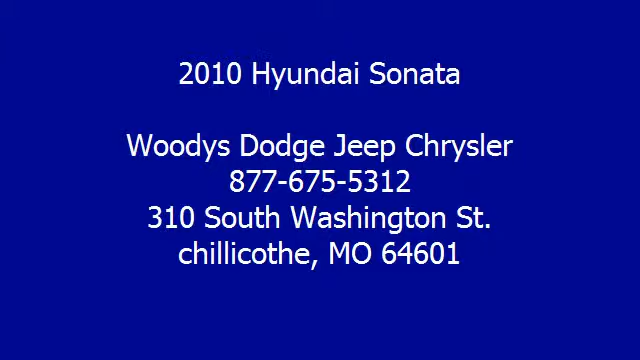 2010 Hyundai Sonata
Woodys Dodge Jeep Chrysler
877-675-5312
310 South Washington St.
chillicothe, MO 64601